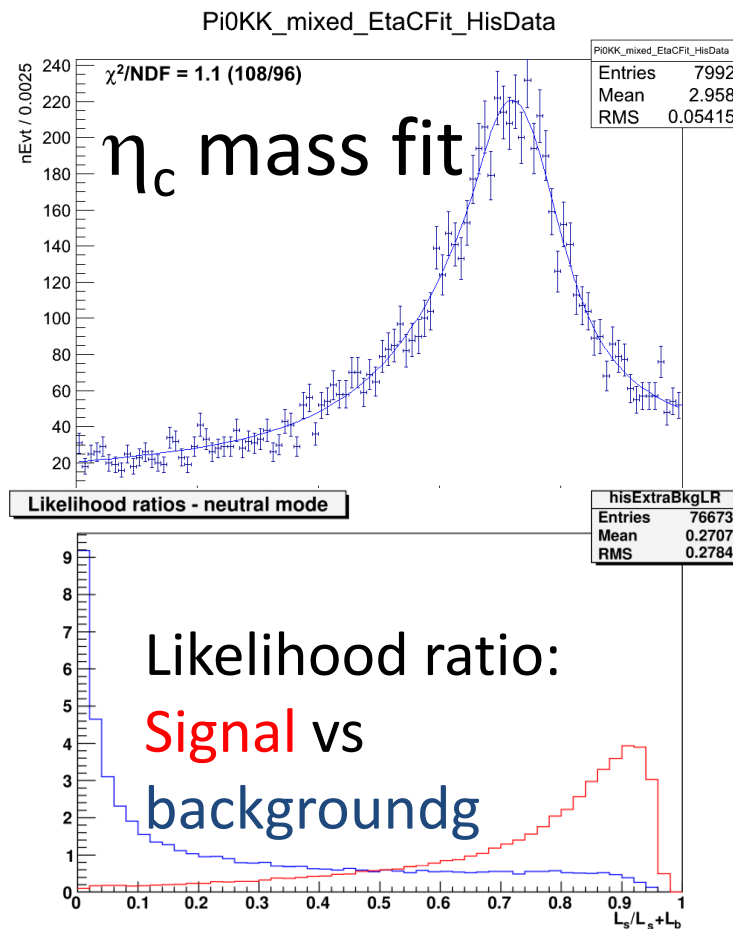 Pi0KK_mixed_EtaCFit_HisData
Pi0KK_mixed_EtaCFit_HisData
Entries 7992
Mean 2.958
RMS 0.05415
χ²/NDF = 1.1 (108/96)
nEvt / 0.0025
η_c mass fit
240
220
200
180
160
140
120
100
80
60
40
20
Likelihood ratios - neutral mode
hisExtraBkgLR
Entries 76673
Mean 0.2707
RMS 0.2784
Likelihood ratio:
Signal vs
backgroundg
9
8
7
6
5
4
3
2
1
0
0 0.1 0.2 0.3 0.4 0.5 0.6 0.7 0.8 0.9 1
L_s/L_s+L_b